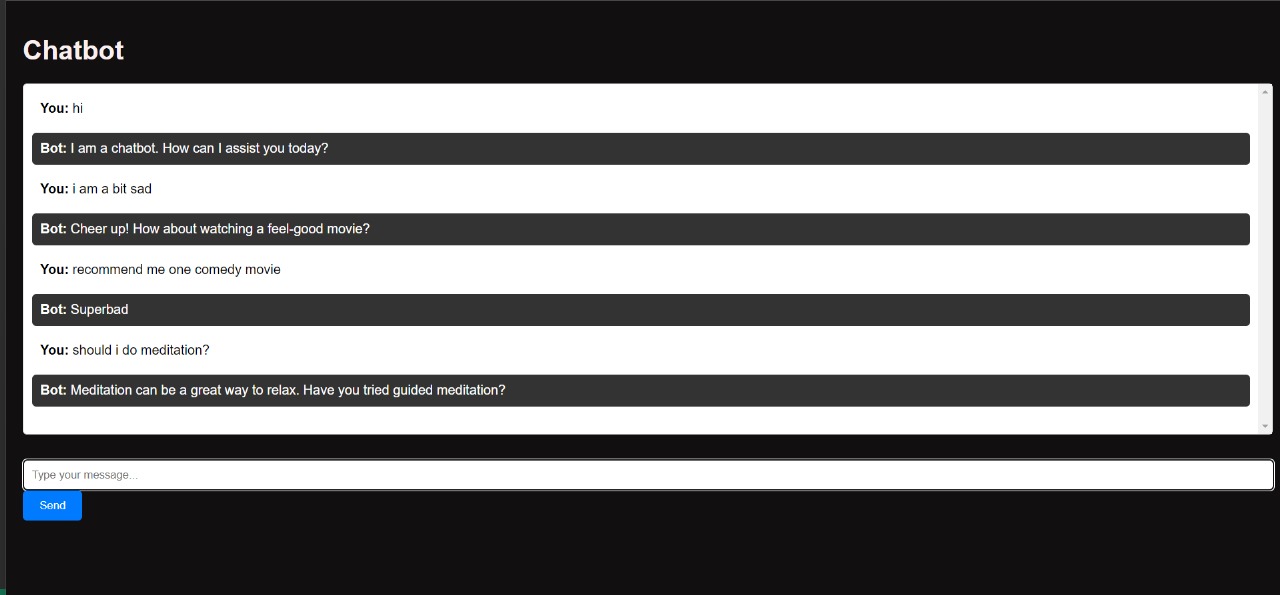 Chatbot
You: hi
Bot: I am a chatbot. How can I assist you today?
You: i am a bit sad
Bot: Cheer up! How about watching a feel-good movie?
You: recommend me one comedy movie
Bot: Superbad
You: should i do meditation?
Bot: Meditation can be a great way to relax. Have you tried guided meditation?
Type your message...
Send